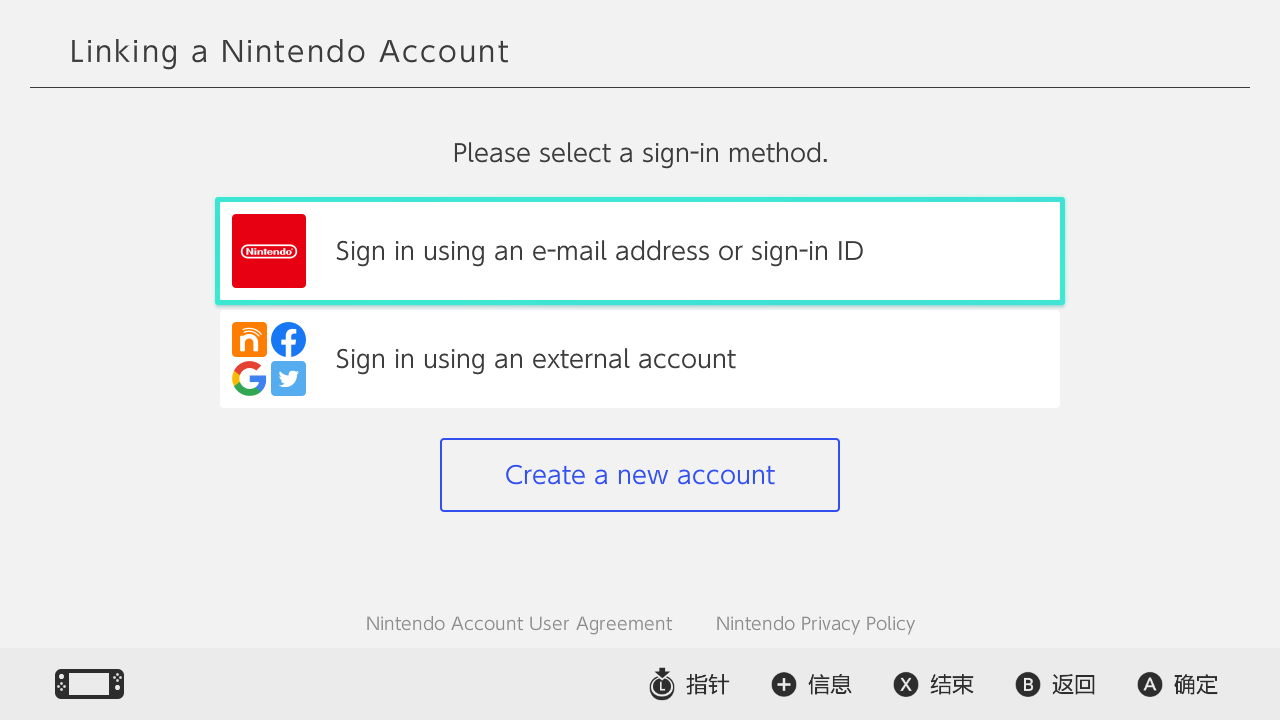 Linking a Nintendo Account
Please select a sign-in method.
Nintendo
Sign in using an e-mail address or sign-in ID
Sign in using an external account
Create a new account
Nintendo Account User Agreement Nintendo Privacy Policy
L 指针 + 信息 X 结束 B 返回 A 确定